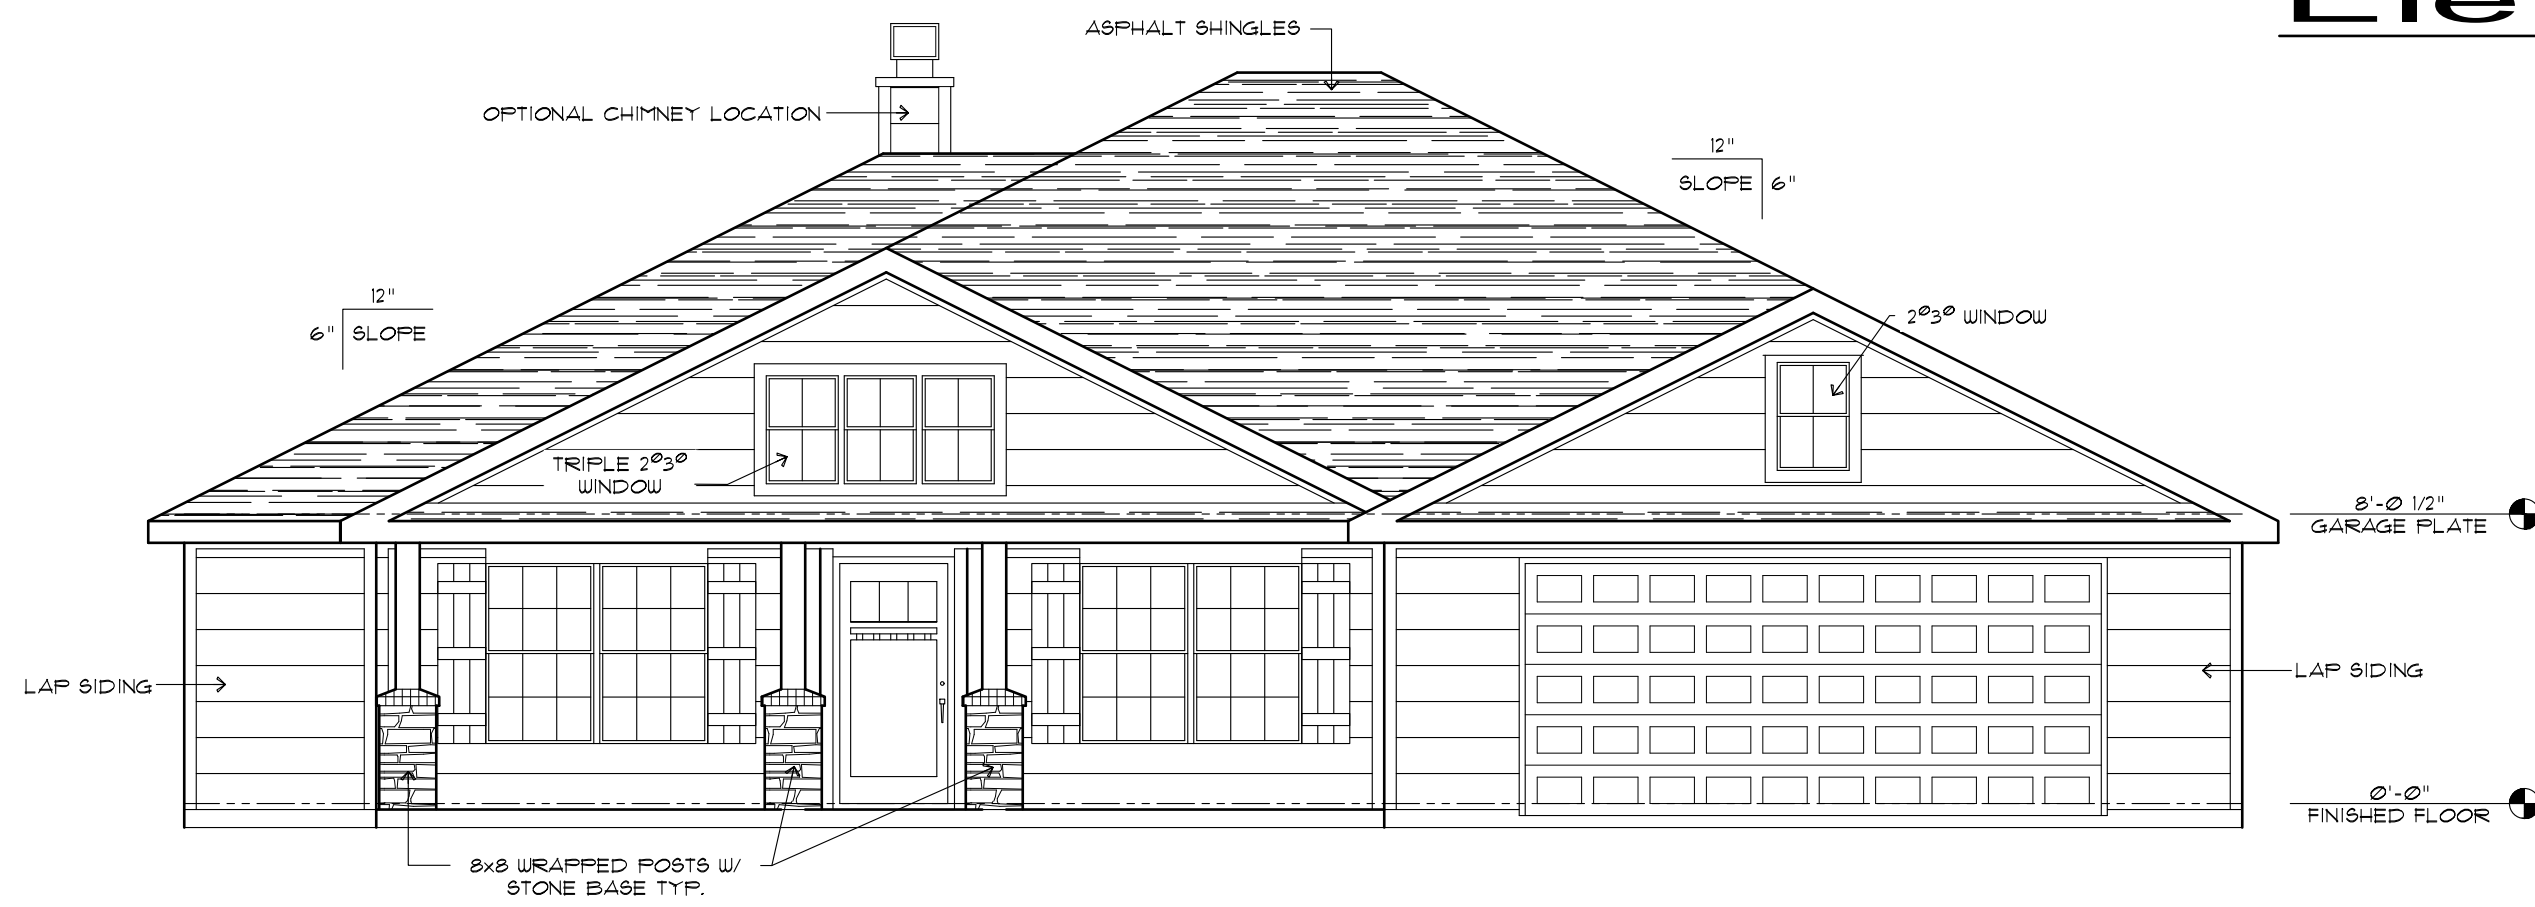 ASPHALT SHINGLES
OPTIONAL CHIMNEY LOCATION
12"
SLOPE 6"
12"
6" SLOPE
2⁰3⁰ WINDOW
TRIPLE 2⁰3⁰
WINDOW
8'-0 1/2"
GARAGE PLATE
LAP SIDING
LAP SIDING
0'-0"
FINISHED FLOOR
8x8 WRAPPED POSTS W/
STONE BASE TYP.